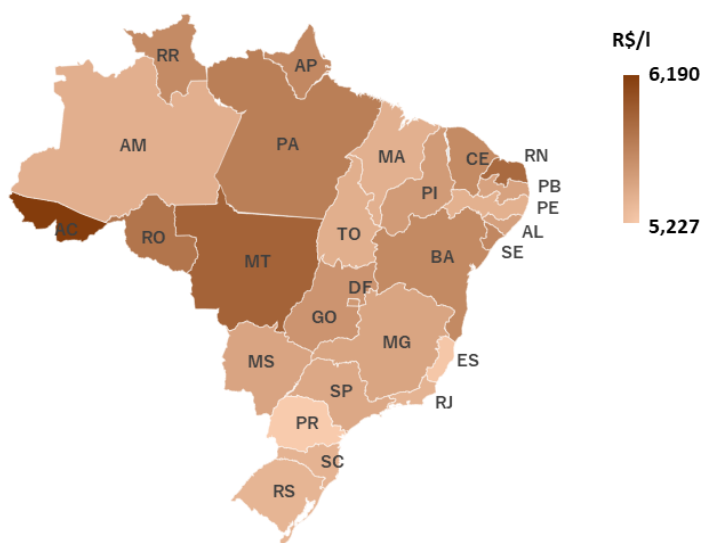 R$/l
6,190
5,227
RR
AP
AM
PA
MA
CE
RN
PI
PB
PE
AL
SE
AC
RO
TO
MT
BA
DF
GO
MG
ES
MS
SP
RJ
PR
SC
RS